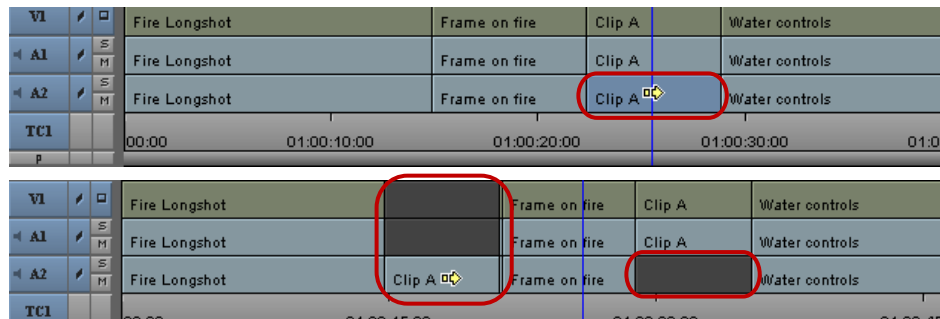 V1 Fire Longshot Frame on fire Clip A Water controls
S
A1 M Fire Longshot Frame on fire Clip A Water controls
S
A2 M Fire Longshot Frame on fire Clip A Water controls
TC1 00:00 01:00:10:00 01:00:20:00 01:00:30:00 01:0
P
V1 Fire Longshot Frame on fire Clip A Water controls
S
A1 M Fire Longshot Frame on fire Clip A Water controls
S
A2 M Fire Longshot Clip A Frame on fire Water controls
TC1